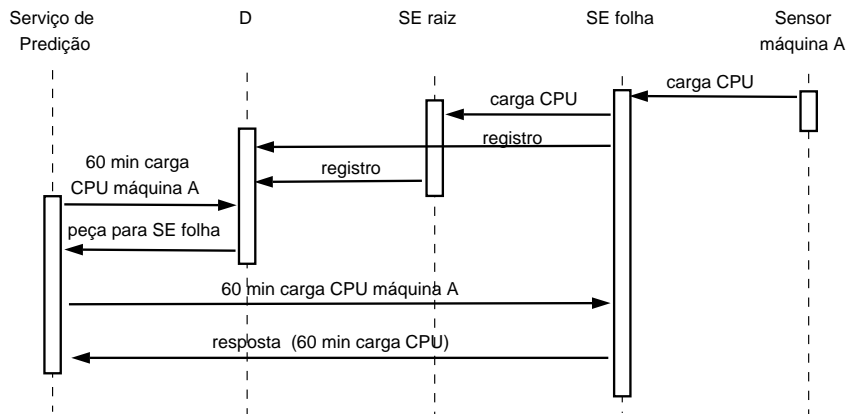 Serviço de
Predição
D
SE raiz
SE folha
Sensor
máquina A
carga CPU
carga CPU
registro
registro
60 min carga
CPU máquina A
peça para SE folha
60 min carga CPU máquina A
resposta (60 min carga CPU)